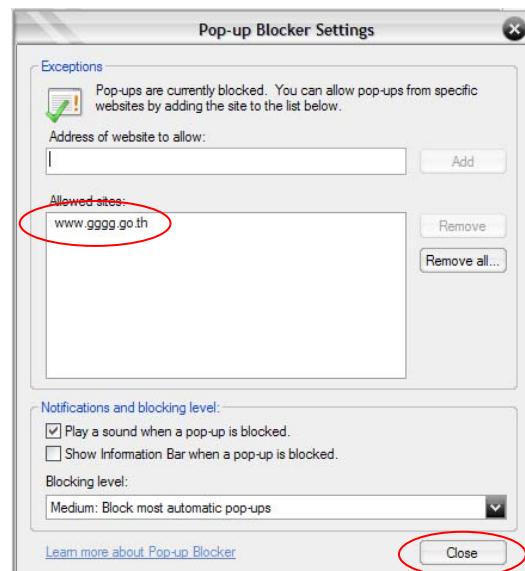 Pop-up Blocker Settings
Exceptions
Pop-ups are currently blocked. You can allow pop-ups from specific
websites by adding the site to the list below.
Address of website to allow:
Add
Allowed sites:
www.gggg.go.th
Remove
Remove all...
Notifications and blocking level:
Play a sound when a pop-up is blocked.
Show Information Bar when a pop-up is blocked.
Blocking level:
Medium: Block most automatic pop-ups
Learn more about Pop-up Blocker
Close